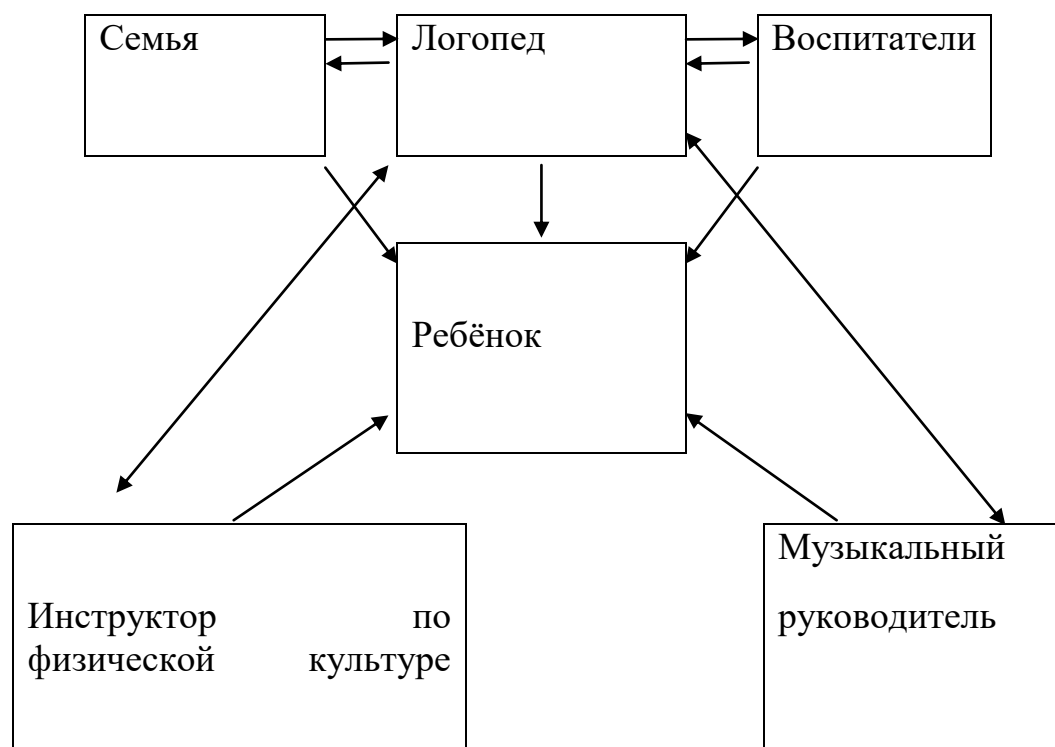 Семья
Логопед
Воспитатели
Ребёнок
Инструктор по
физической культуре
Музыкальный
руководитель